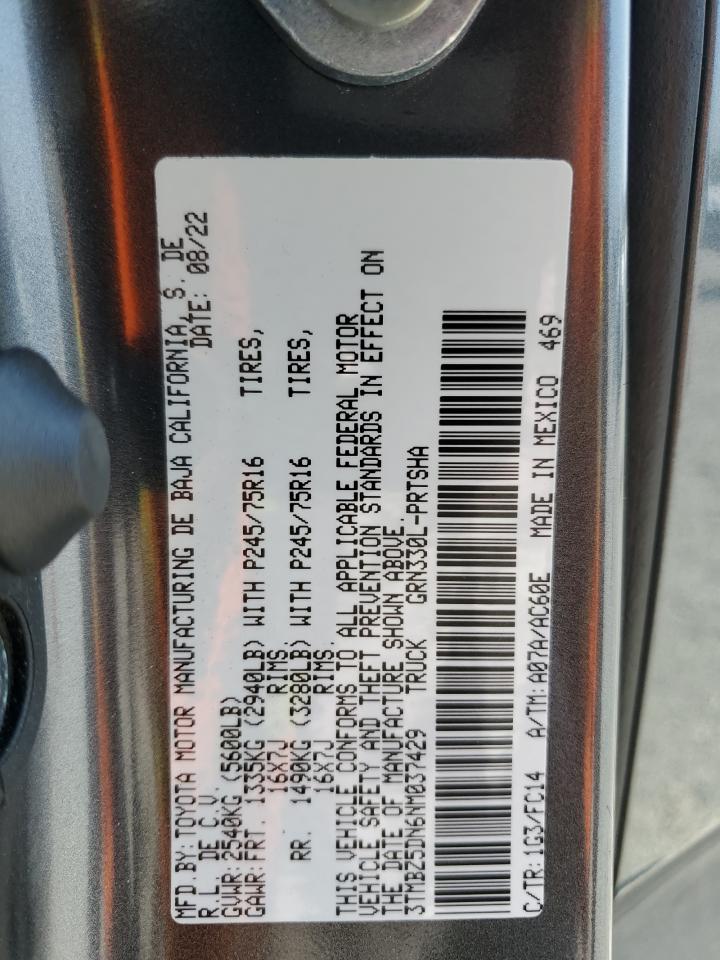 MFD BY:TOYOTA MOTOR MANUFACTURING DE BAJA CALIFORNIA, S. DE
R.L. DE C.V. DATE: 08/22
GVWR:2540KG (5600LB)
GAWR:FRT. 1335KG (2940LB) WITH P245/75R16 TIRES,
16X7J RIMS
RR. 1490KG (3280LB) WITH P245/75R16 TIRES,
16X7J RIMS.
THIS VEHICLE CONFORMS TO ALL APPLICABLE FEDERAL MOTOR
VEHICLE SAFETY AND THEFT PREVENTION STANDARDS IN EFFECT ON
THE DATE OF MANUFACTURE SHOWN ABOVE.
3TMBZ5DN6NM037429 TRUCK GRN330L-PRTSHA
C/TR:1G3/FC14 A/TM:A07A/AC60E MADE IN MEXICO 469